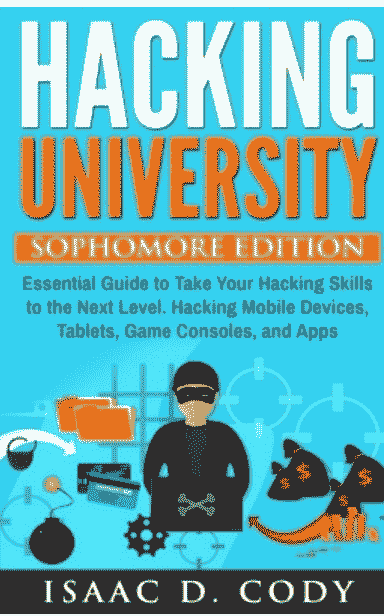 HACKING
UNIVERSITY
SOPHOMORE EDITION
Essential Guide to Take Your Hacking Skills
to the Next Level. Hacking Mobile Devices,
Tablets, Game Consoles, and Apps
$ $
$
ISAAC D. CODY